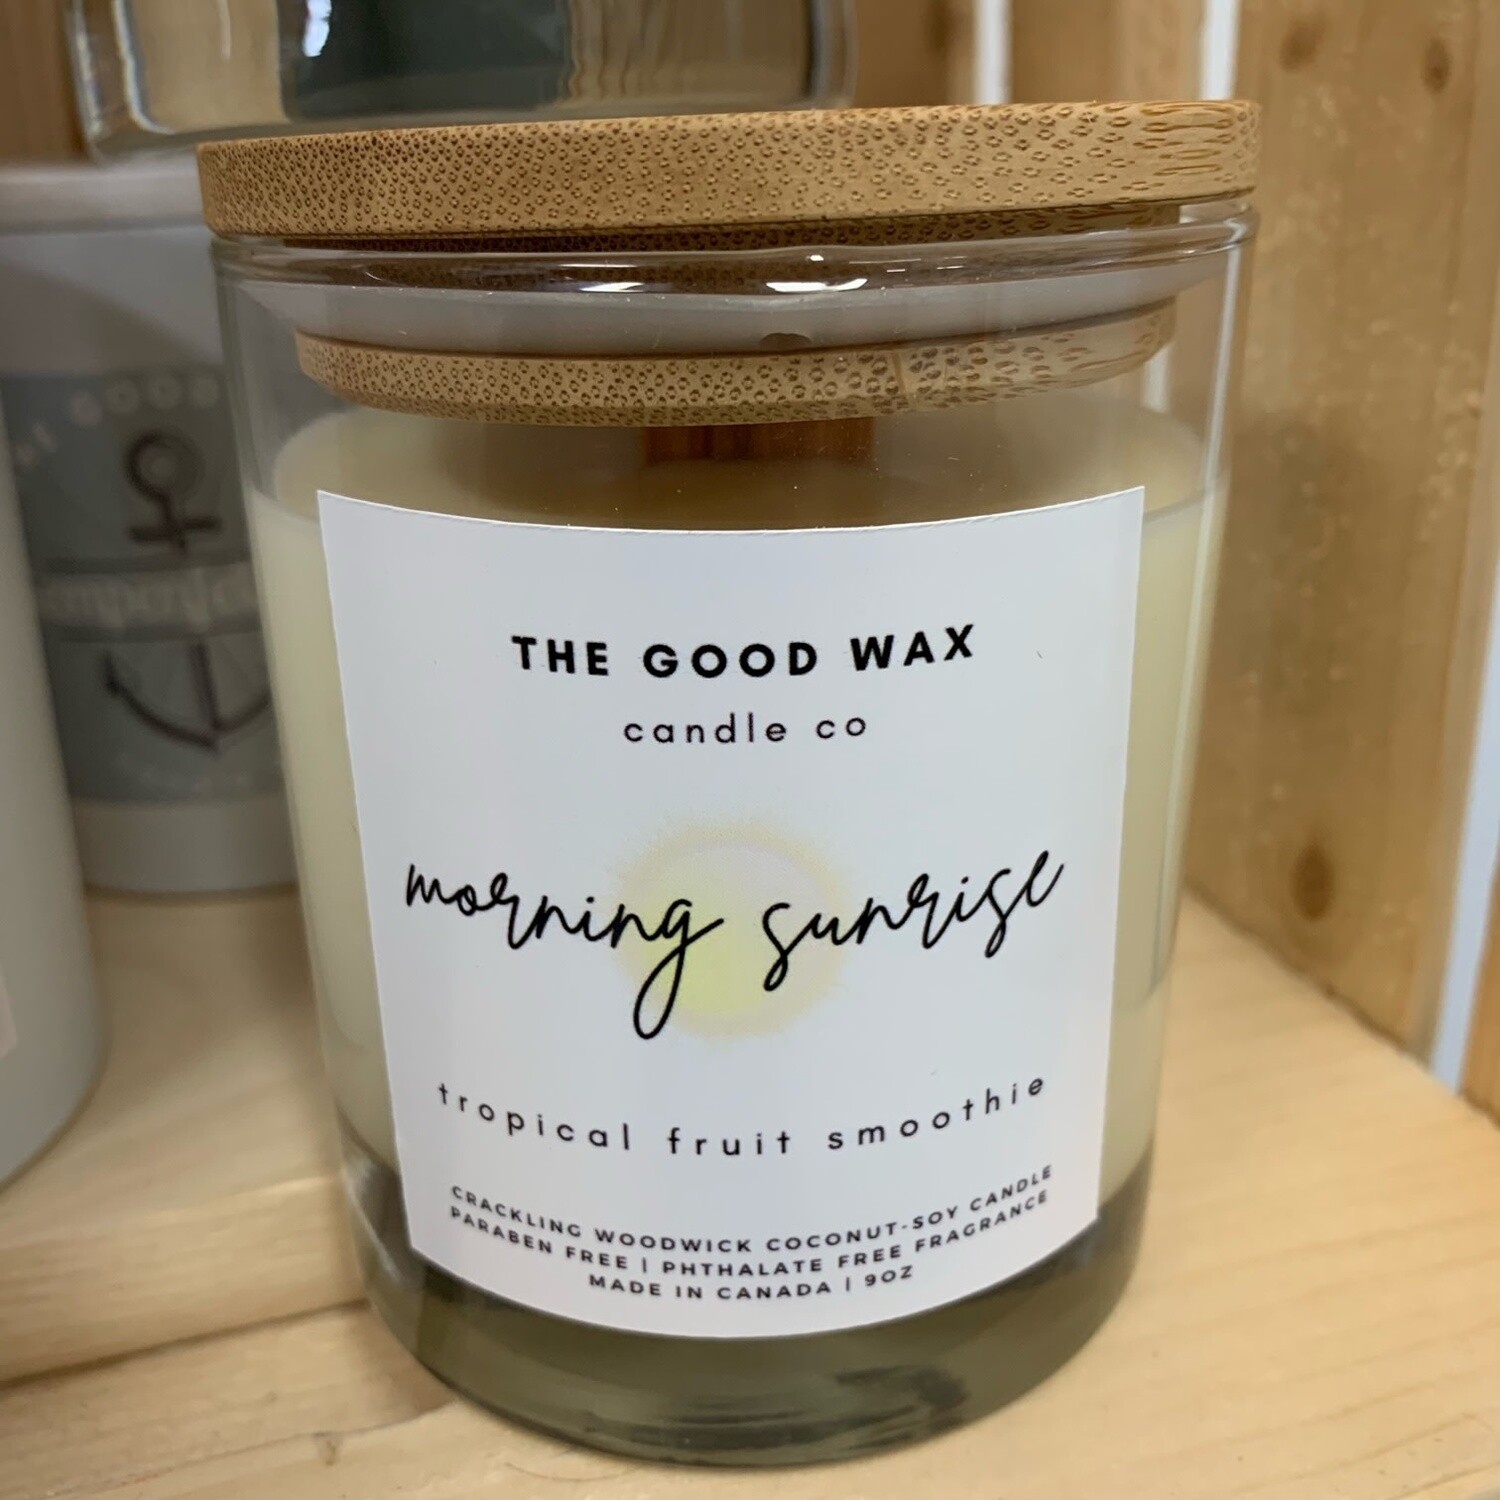 THE GOOD WAX
candle co
morning sunrise
tropical fruit smoothie
CRACKLING WOODWICK COCONUT-SOY CANDLE
PARABEN FREE | PHTHALATE FREE FRAGRANCE
MADE IN CANADA | 9OZ